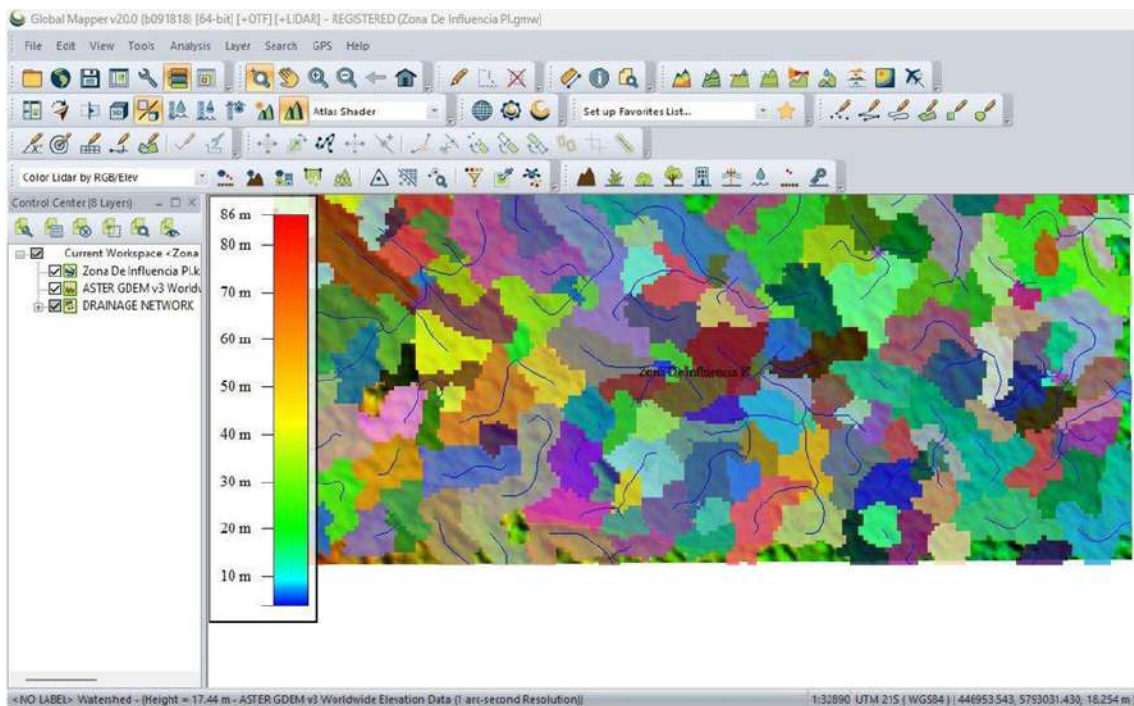 Global Mapper v20.0 (b091818) [64-bit] [+OTF] [+LIDAR] - REGISTERED (Zona De Influencia Pl.gmw)
File Edit View Tools Analysis Layer Search GPS Help
Atlas Shader
Set up Favorites List...
Color Lidar by RGB/Elev
Control Center (8 Layers)
Current Workspace <Zona
Zona De Influencia Pl.k
ASTER GDEM v3 Worldw
DRAINAGE NETWORK
86 m
80 m
70 m
60 m
50 m
40 m
30 m
20 m
10 m
Zona De Influencia
<NO LABEL> Watershed - (Height = 17.44 m - ASTER GDEM v3 Worldwide Elevation Data (1 arc-second Resolution))
1:32890 UTM 21S ( WGS84 ) 446953.543, 5793031.430, 18.254 m